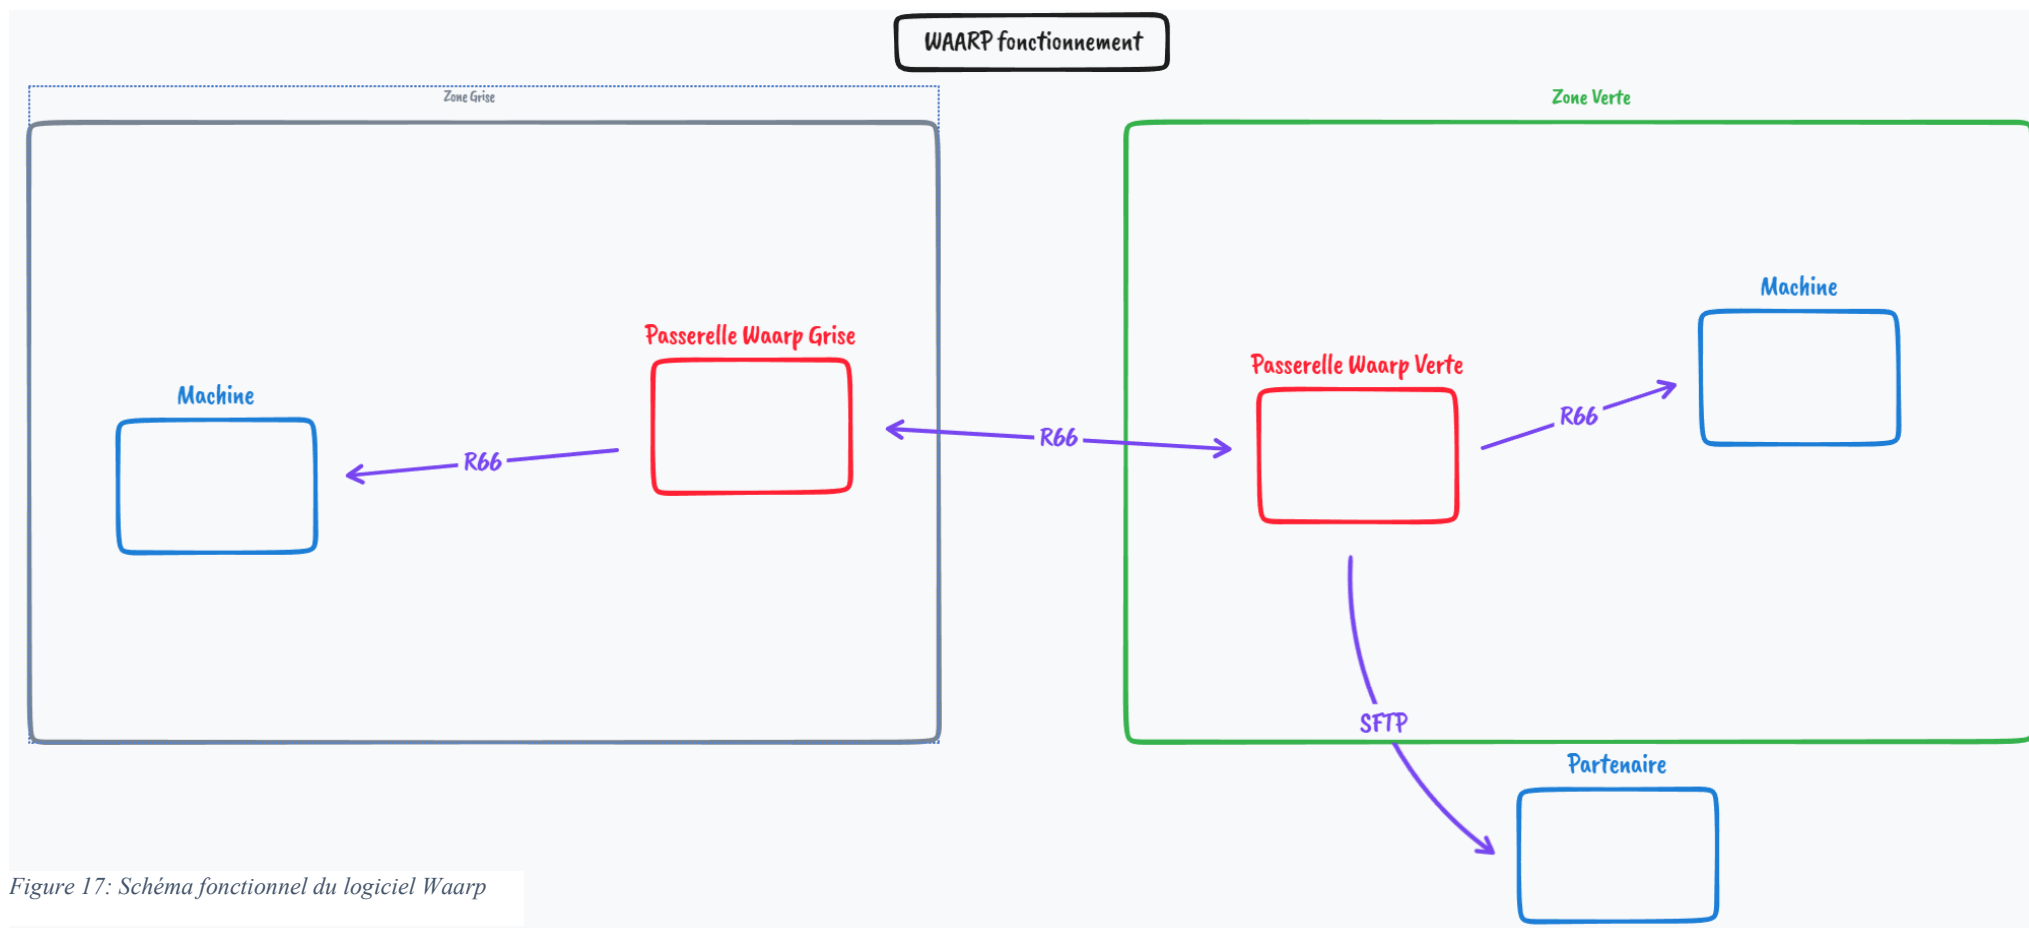 WAARP fonctionnement
Zone Grise
Zone Verte
Machine
Passerelle Waarp Grise
Passerelle Waarp Verte
Machine
R66
R66
R66
SFTP
Partenaire
Figure 17: Schéma fonctionnel du logiciel Waarp